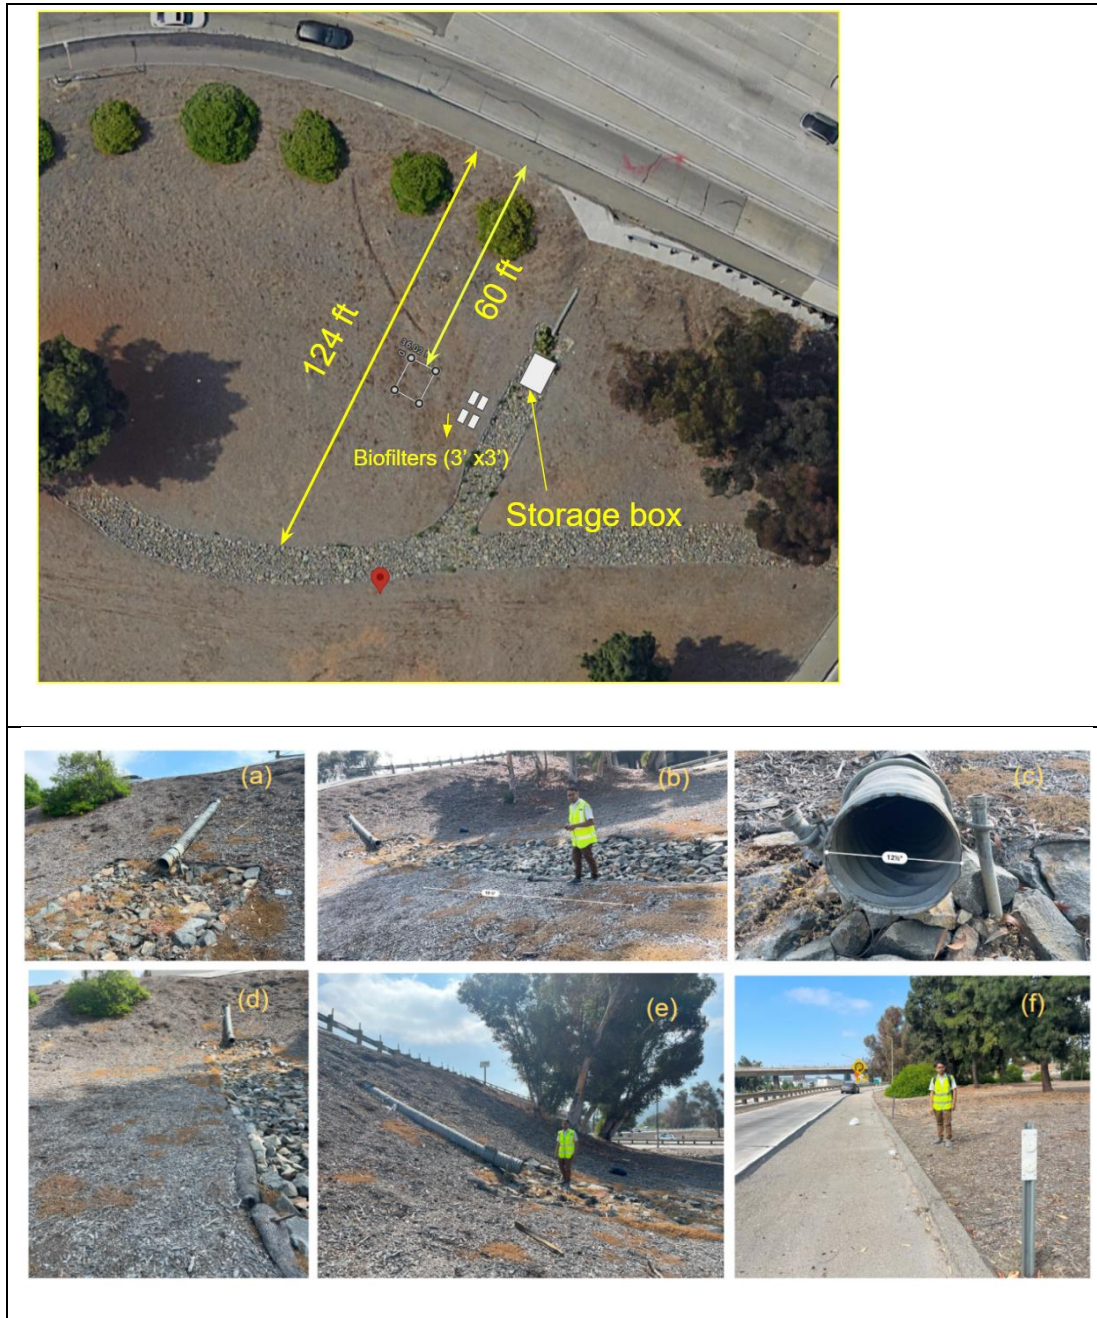 124 ft
60 ft
Biofilters (3' x3')
Storage box
(a)
(b)
(c)
12½"
(d)
(e)
(f)